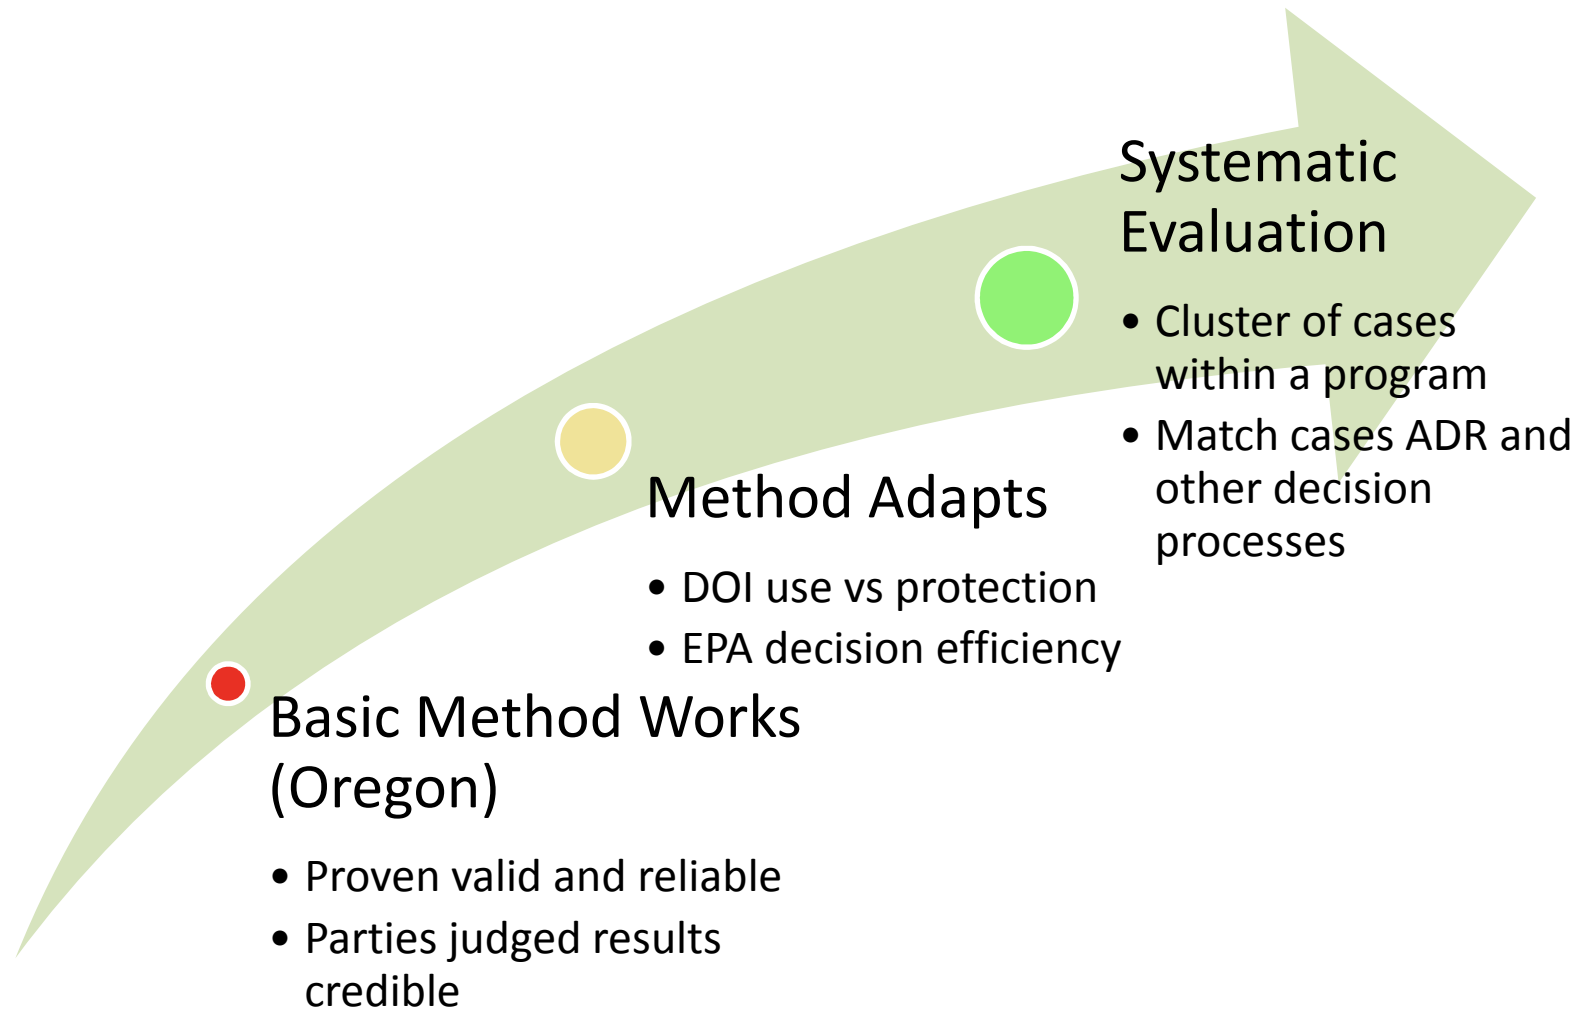 Systematic
Evaluation
• Cluster of cases
within a program
• Match cases ADR and
other decision
processes
Method Adapts
• DOI use vs protection
• EPA decision efficiency
Basic Method Works
(Oregon)
• Proven valid and reliable
• Parties judged results
credible